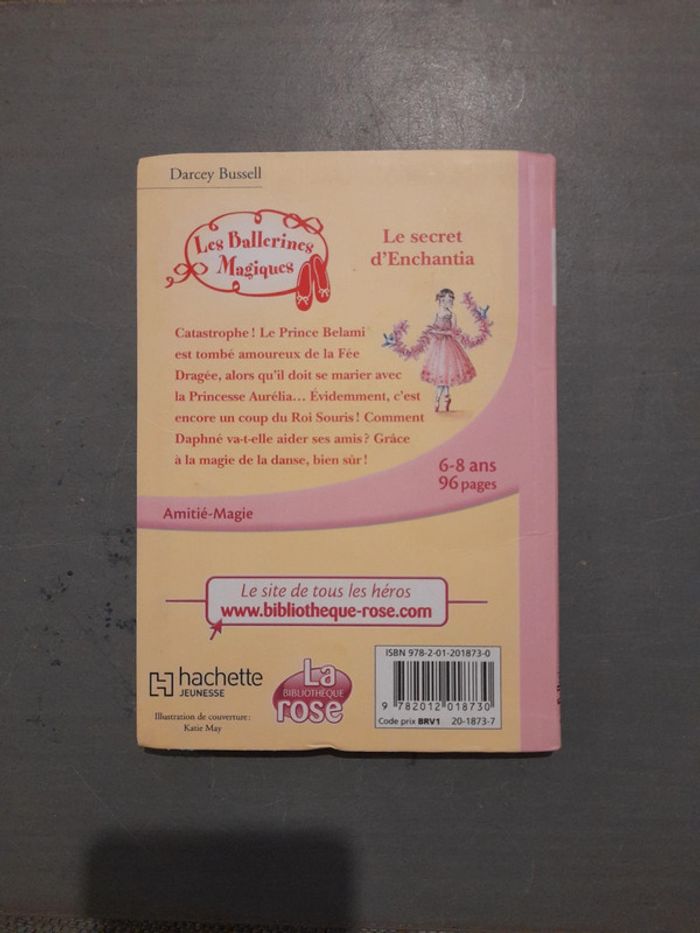 Darcey Bussell
Les Ballerines
Magiques
Le secret
d'Enchantia
Catastrophe ! Le Prince Belami
est tombé amoureux de la Fée
Dragée, alors qu'il doit se marier avec
la Princesse Aurélia... Évidemment, c'est
encore un coup du Roi Souris ! Comment
Daphné va-t-elle aider ses amis ? Grâce
à la magie de la danse, bien sûr !
6-8 ans
96 pages
Amitié-Magie
Le site de tous les héros
www.bibliotheque-rose.com
hachette
JEUNESSE
La
BIBLIOTHÈQUE
rose
Illustration de couverture :
Katie May
ISBN 978-2-01-201873-0
9 782012 018730
Code prix BRV1 20-1873-7